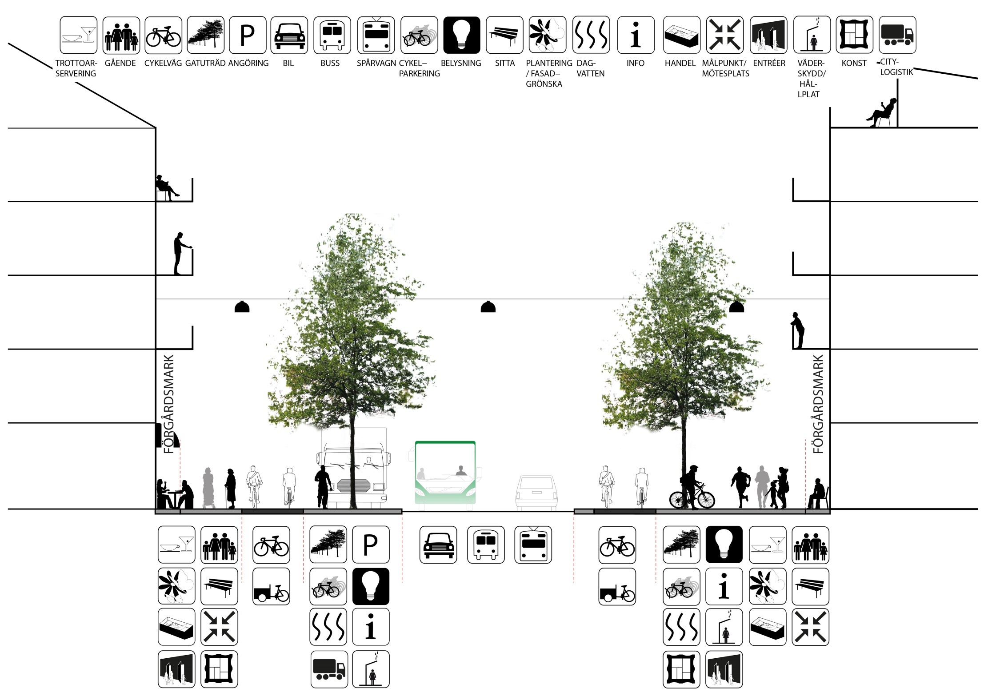 P
i
TROTTOAR-
SERVERING
GÅENDE
CYKELVÄG
GATUTRÄD
ANGÖRING
BIL
BUSS
SPÅRVAGN
CYKEL–
PARKERING
BELYSNING
SITTA
PLANTERING
/ FASAD–
GRÖNSKA
DAG-
VATTEN
INFO
HANDEL
MÅLPUNKT/
MÖTESPLATS
ENTRÉER
VÄDER-
SKYDD/
HÅL-
LPLAT
KONST
CITY-
LOGISTIK
FÖRGÅRDSMARK
FÖRGÅRDSMARK
P
i
i